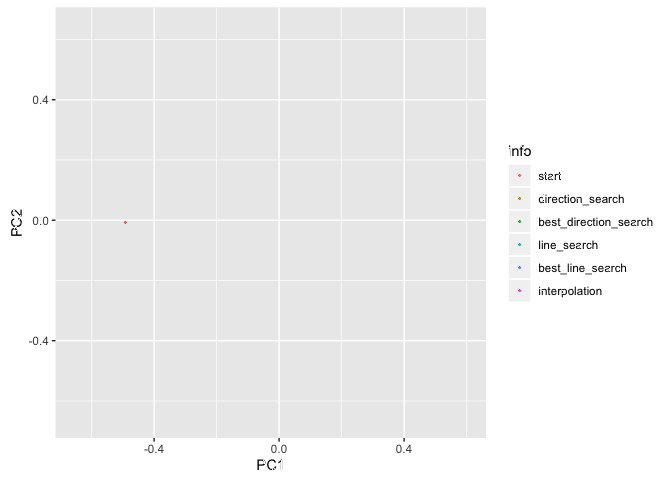 0.4
0.0
-0.4
PC2
-0.4
0.0
0.4
PC1
info
start
direction_search
best_direction_search
line_search
best_line_search
interpolation